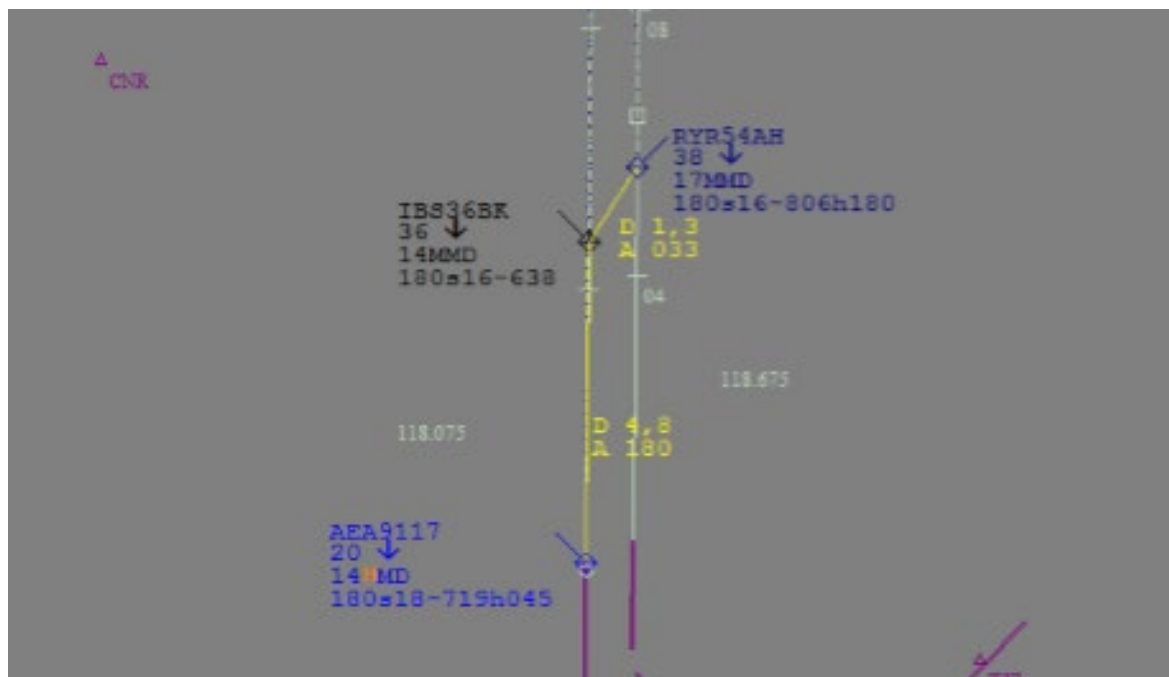 CNR
08
RYR54AH
38 ↓
17MMD
180s16-806h180
IBS36BK
36 ↓
14MMD
180s16-638
D 1,3
A 033
04
118.675
118.075
D 4,8
A 180
AEA9117
20 ↓
14HMD
180s18-719h045